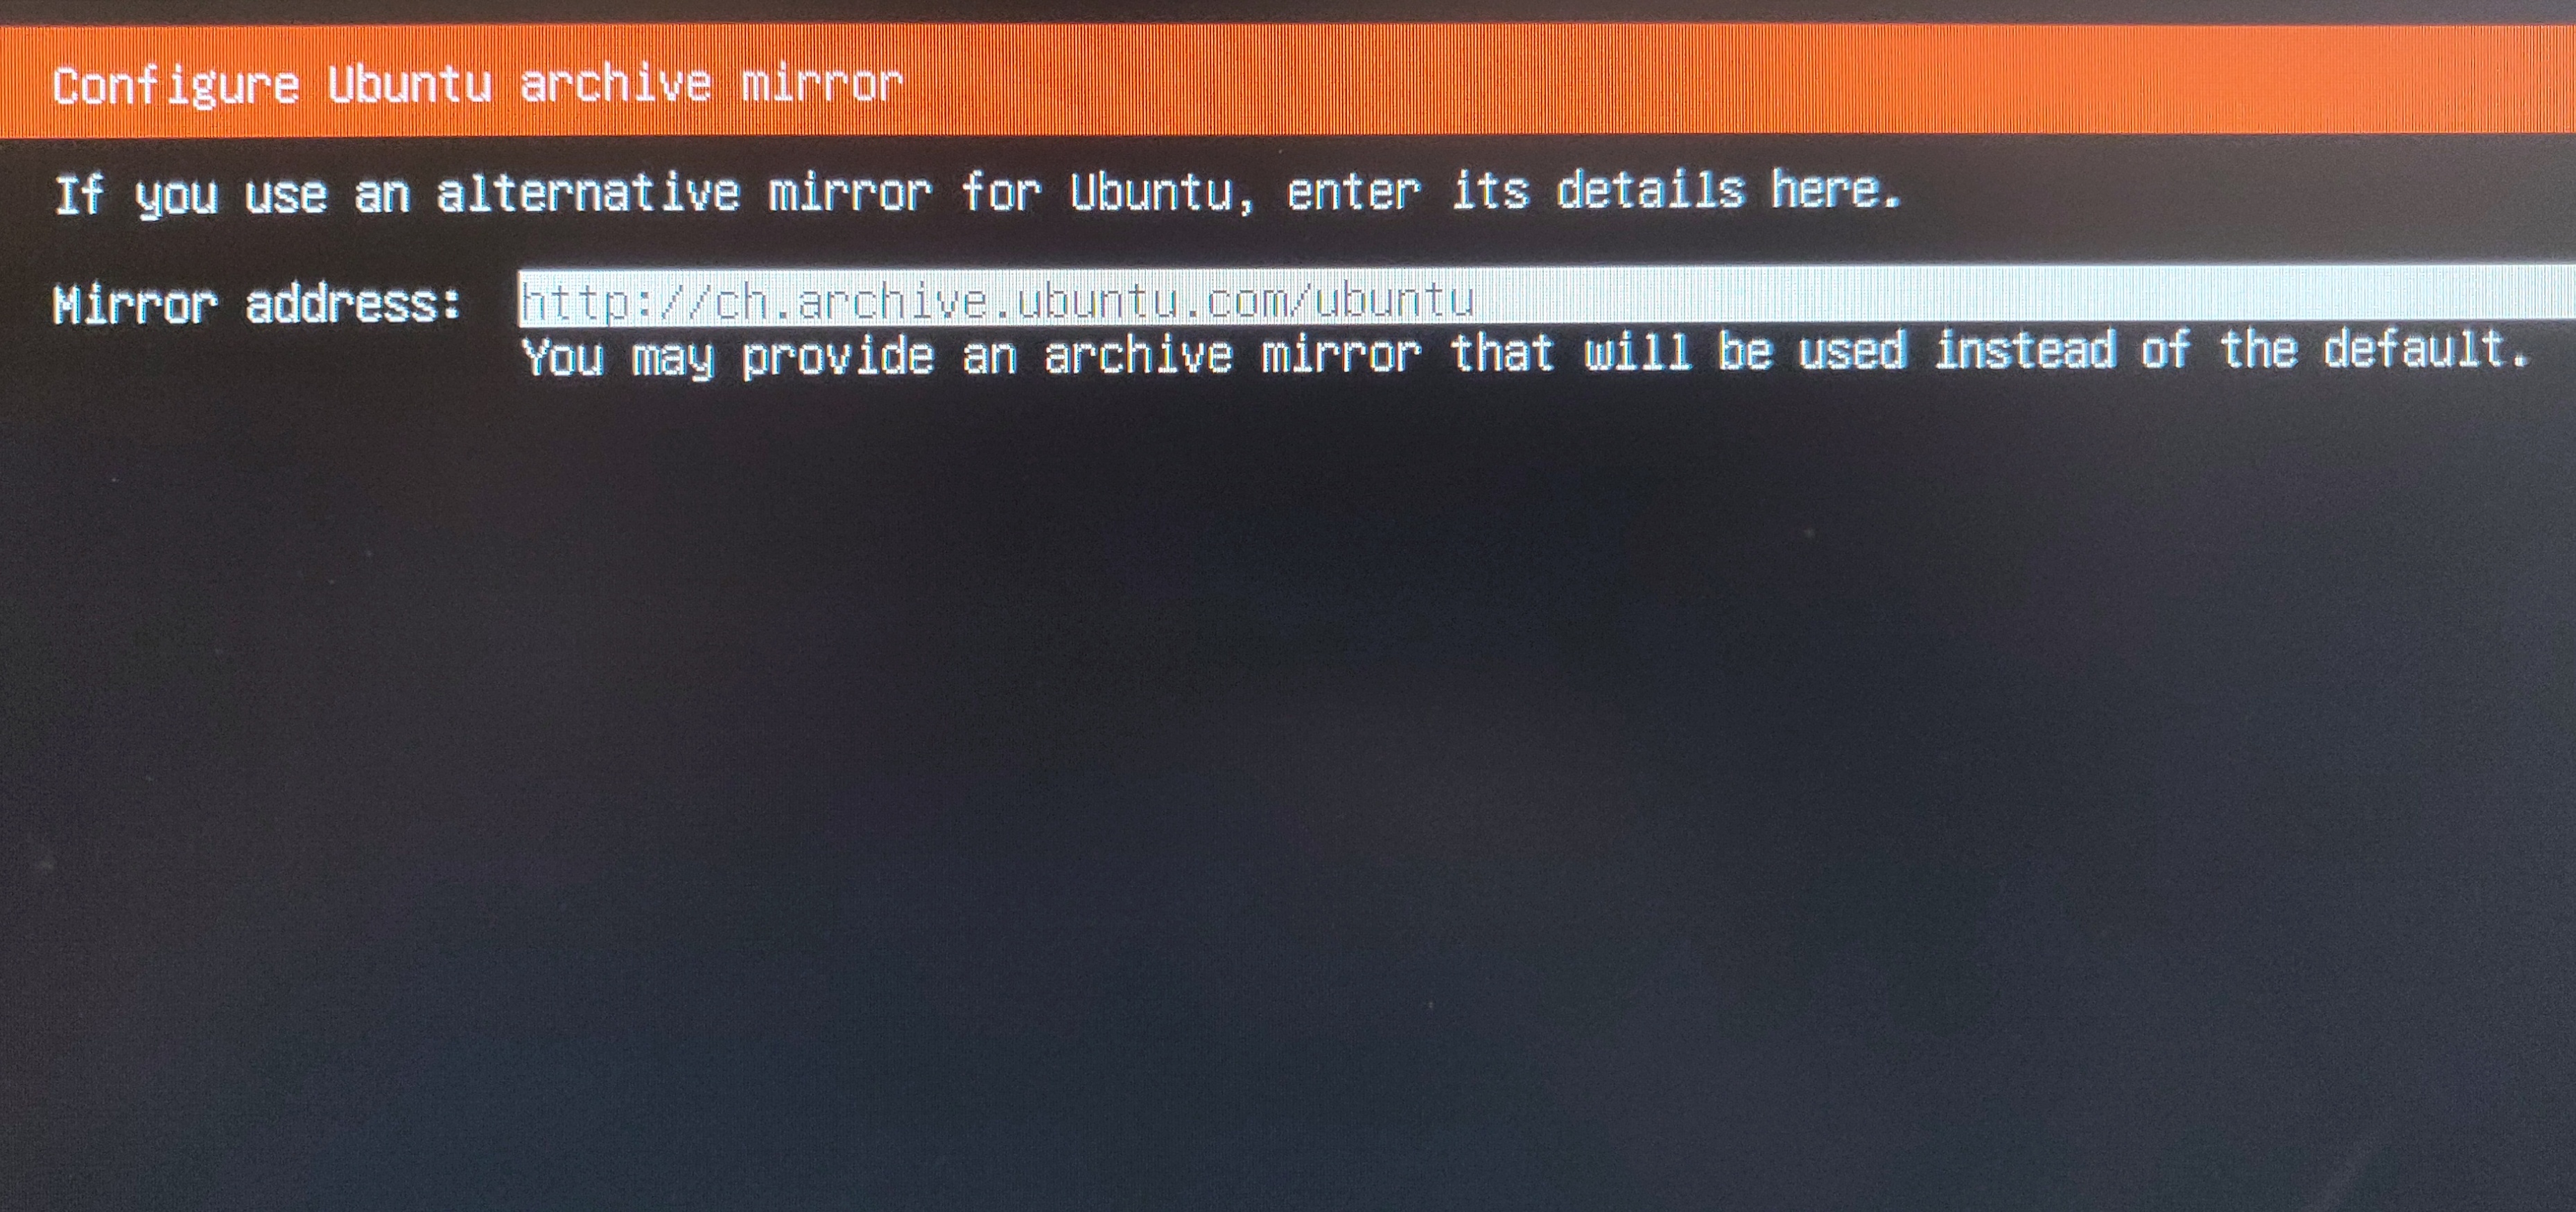 Configure Ubuntu archive mirror
If you use an alternative mirror for Ubuntu, enter its details here.
Mirror address: http://ch.archive.ubuntu.com/ubuntu
You may provide an archive mirror that will be used instead of the default.